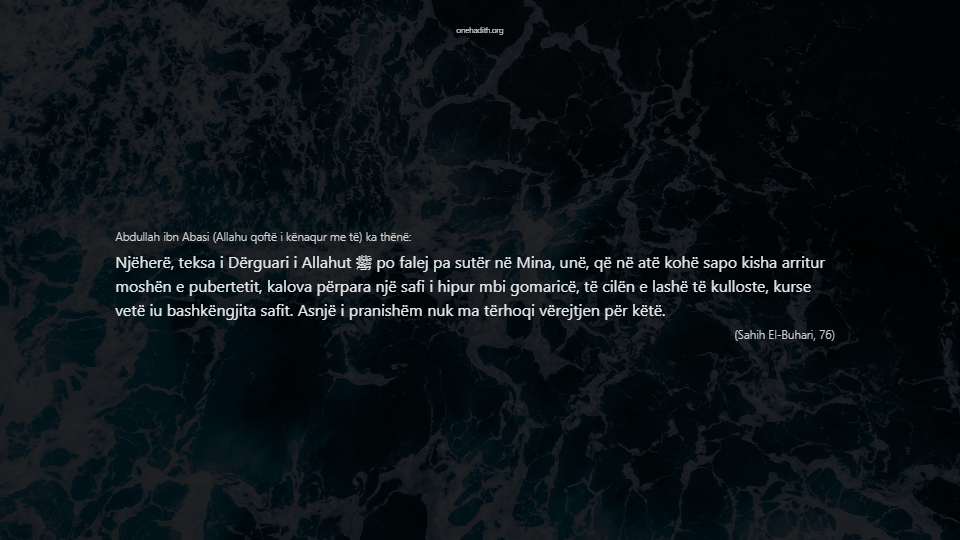 onehadith.org
Abdullah ibn Abasi (Allahu qoftë i kënaqur me të) ka thënë:
Njëherë, teksa i Dërguari i Allahut ﷺ po falej pa sutër në Mina, unë, që në atë kohë sapo kisha arritur
moshën e pubertetit, kalova përpara një safi i hipur mbi gomaricë, të cilën e lashë të kulloste, kurse
vetë iu bashkëngjita safit. Asnjë i pranishëm nuk ma tërhoqi vërejtjen për këtë.
(Sahih El-Buhari, 76)